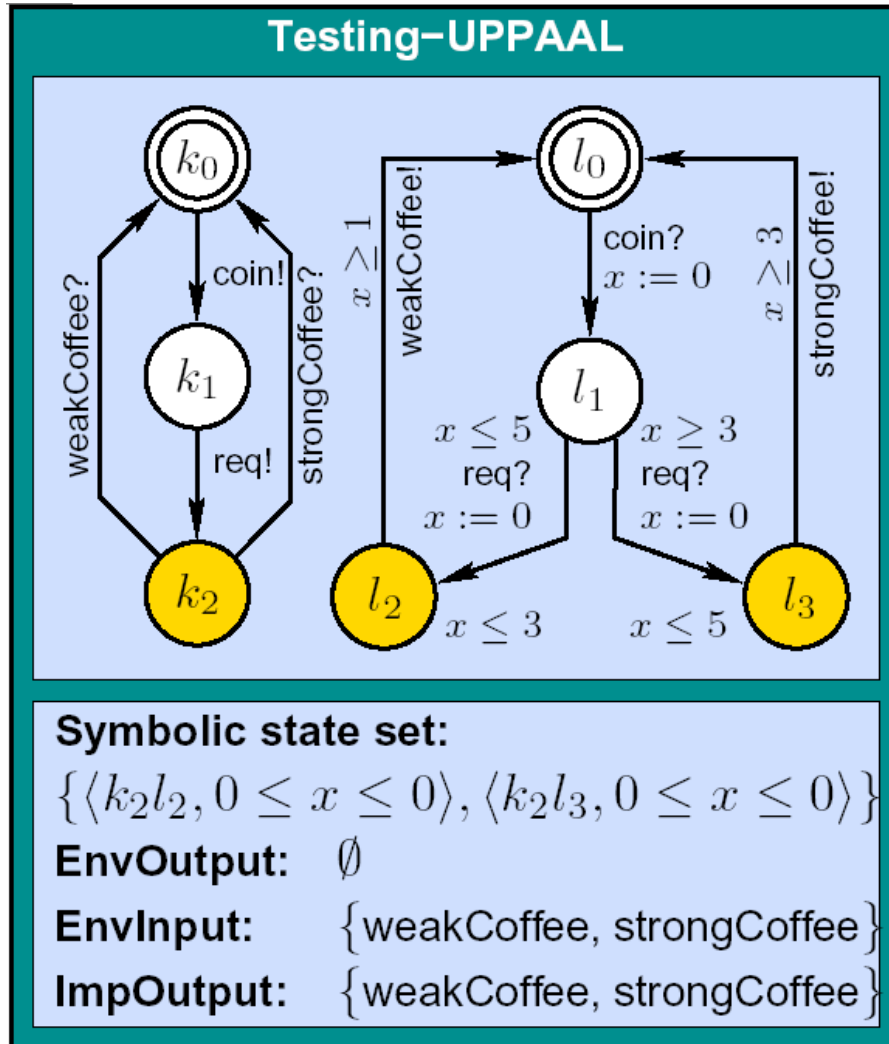 Testing–UPPAAL
k0
coin!
k1
req!
k2
weakCoffee?
strongCoffee?
l0
coin?
x := 0
l1
x ≤ 5
req?
x := 0
x ≥ 3
req?
x := 0
x ≥ 1
weakCoffee!
x ≥ 3
strongCoffee!
l2
x ≤ 3
x ≤ 5
l3
Symbolic state set:
{⟨k2l2, 0 ≤ x ≤ 0⟩, ⟨k2l3, 0 ≤ x ≤ 0⟩}
EnvOutput: ∅
EnvInput: {weakCoffee, strongCoffee}
ImpOutput: {weakCoffee, strongCoffee}